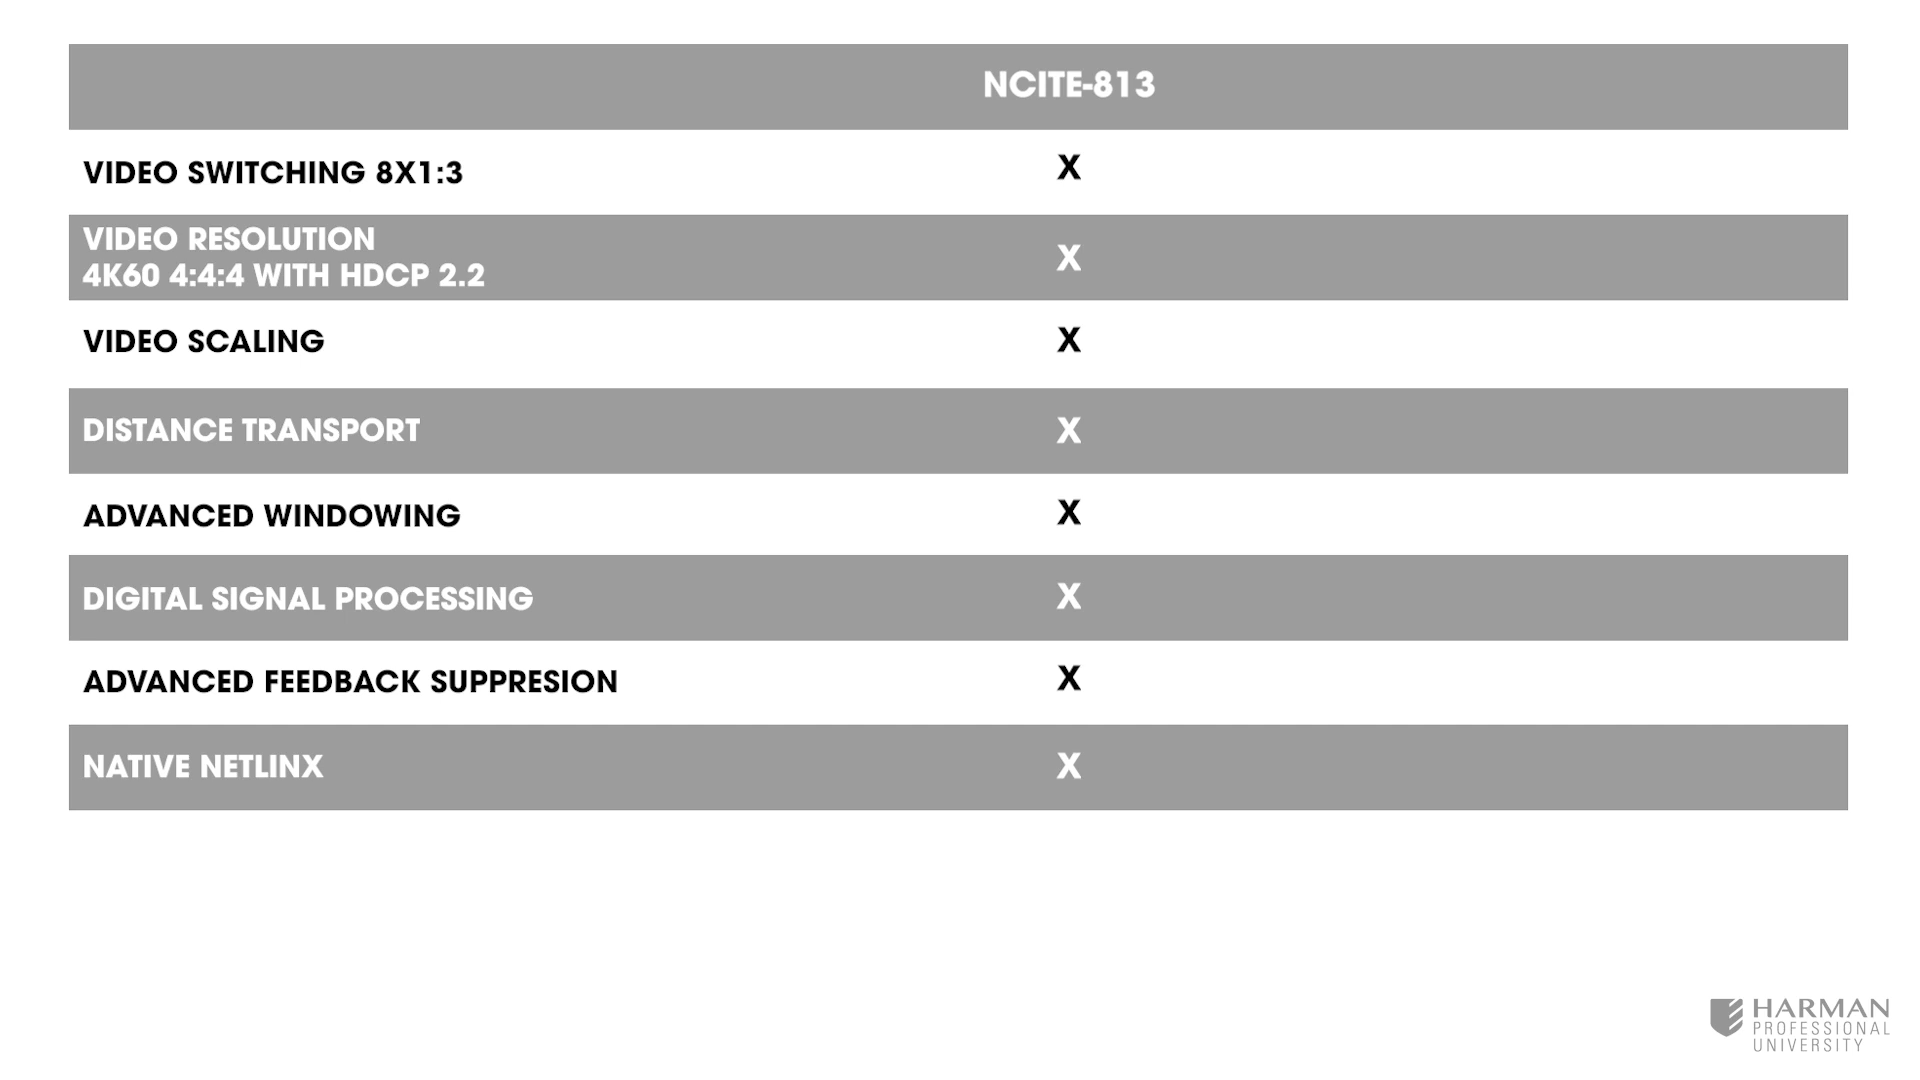 NCITE-813
VIDEO SWITCHING 8X1:3 X
VIDEO RESOLUTION
4K60 4:4:4 WITH HDCP 2.2 X
VIDEO SCALING X
DISTANCE TRANSPORT X
ADVANCED WINDOWING X
DIGITAL SIGNAL PROCESSING X
ADVANCED FEEDBACK SUPPRESION X
NATIVE NETLINX X
HARMAN
PROFESSIONAL
UNIVERSITY